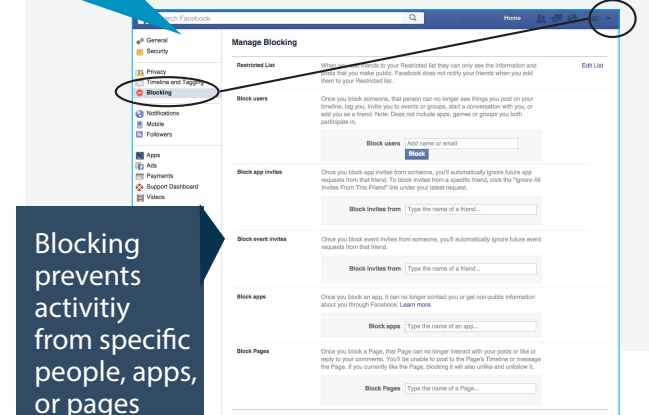 Search Facebook
Home
General
Security
Privacy
Timeline and Tagging
Blocking
Notifications
Mobile
Followers
Apps
Ads
Payments
Support Dashboard
Videos
Manage Blocking
Restricted List
When you add friends to your Restricted list they can only see the information and
posts that you make public. Facebook does not notify your friends when you add
them to your Restricted list.
Edit List
Block users
Once you block someone, that person can no longer see things you post on your
timeline, tag you, invite you to events or groups, start a conversation with you, or
add you as a friend. Note: Does not include apps, games or groups you both
participate in.
Block users Add name or email
Block
Block app invites
Once you block app invites from someone, you'll automatically ignore future app
requests from that friend. To block invites from a specific friend, click the "Ignore All
Invites From This Friend" link under your latest request.
Block invites from Type the name of a friend...
Block event invites
Once you block event invites from someone, you'll automatically ignore future event
requests from that friend.
Block invites from Type the name of a friend...
Block apps
Once you block an app, it can no longer contact you or get non-public information
about you through Facebook. Learn more.
Block apps Type the name of an app...
Block Pages
Once you block a Page, that Page can no longer interact with your posts or like or
reply to your comments. You'll be unable to post to the Page's Timeline or message
the Page. If you currently like the Page, blocking it will also unlike and unfollow it.
Block Pages Type the name of a Page...
Blocking
prevents
activitiy
from specific
people, apps,
or pages